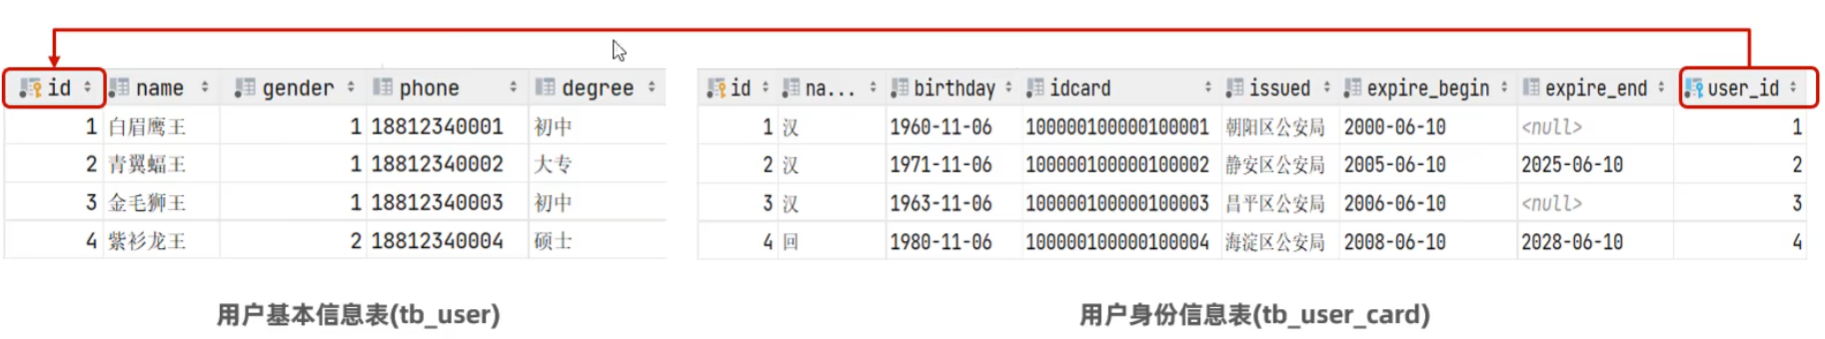 id name gender phone degree
1 白眉鹰王 1 18812340001 初中
2 青翼蝠王 1 18812340002 大专
3 金毛狮王 1 18812340003 初中
4 紫衫龙王 2 18812340004 硕士
用户基本信息表(tb_user)
id na... birthday idcard issued expire_begin expire_end user_id
1 汉 1960-11-06 100000100000100001 朝阳区公安局 2000-06-10 <null> 1
2 汉 1971-11-06 100000100000100002 静安区公安局 2005-06-10 2025-06-10 2
3 汉 1963-11-06 100000100000100003 昌平区公安局 2006-06-10 <null> 3
4 回 1980-11-06 100000100000100004 海淀区公安局 2008-06-10 2028-06-10 4
用户身份信息表(tb_user_card)